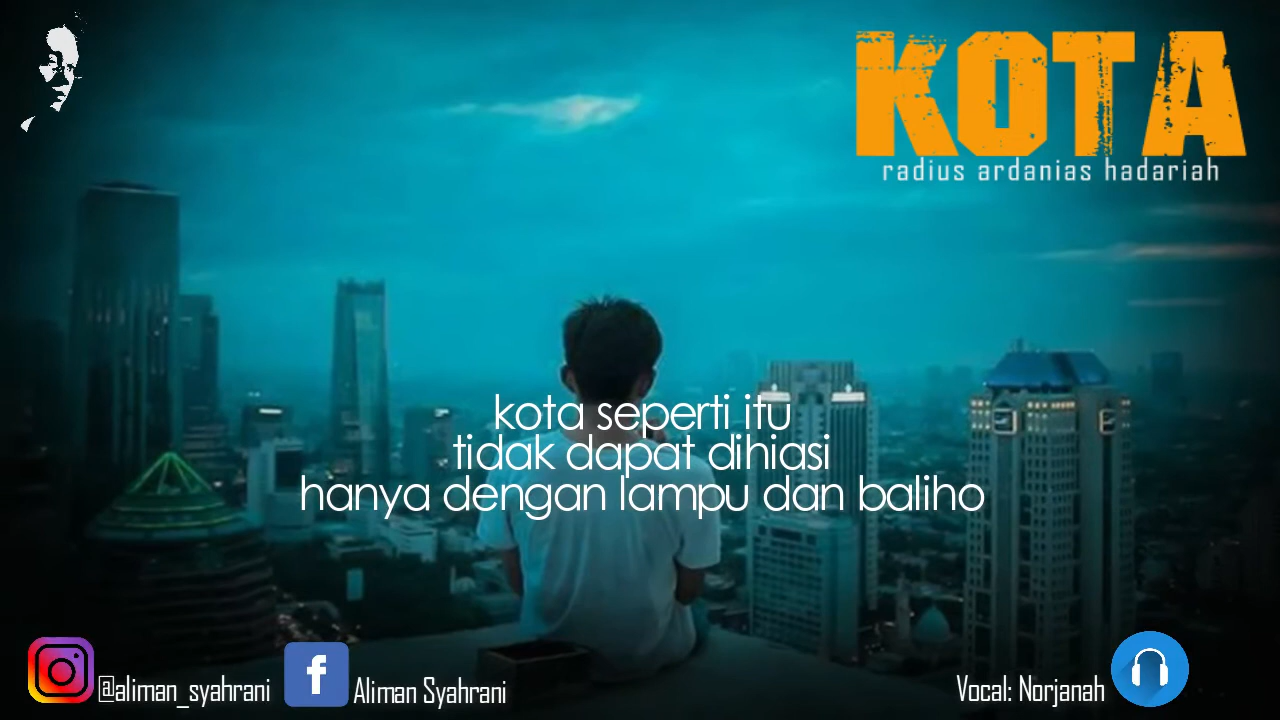 KOTA
radius ardanias hadariah
kota seperti itu
tidak dapat dihiasi
hanya dengan lampu dan baliho
@aliman_syahrani
Aliman Syahrani
Vocal: Norjanah